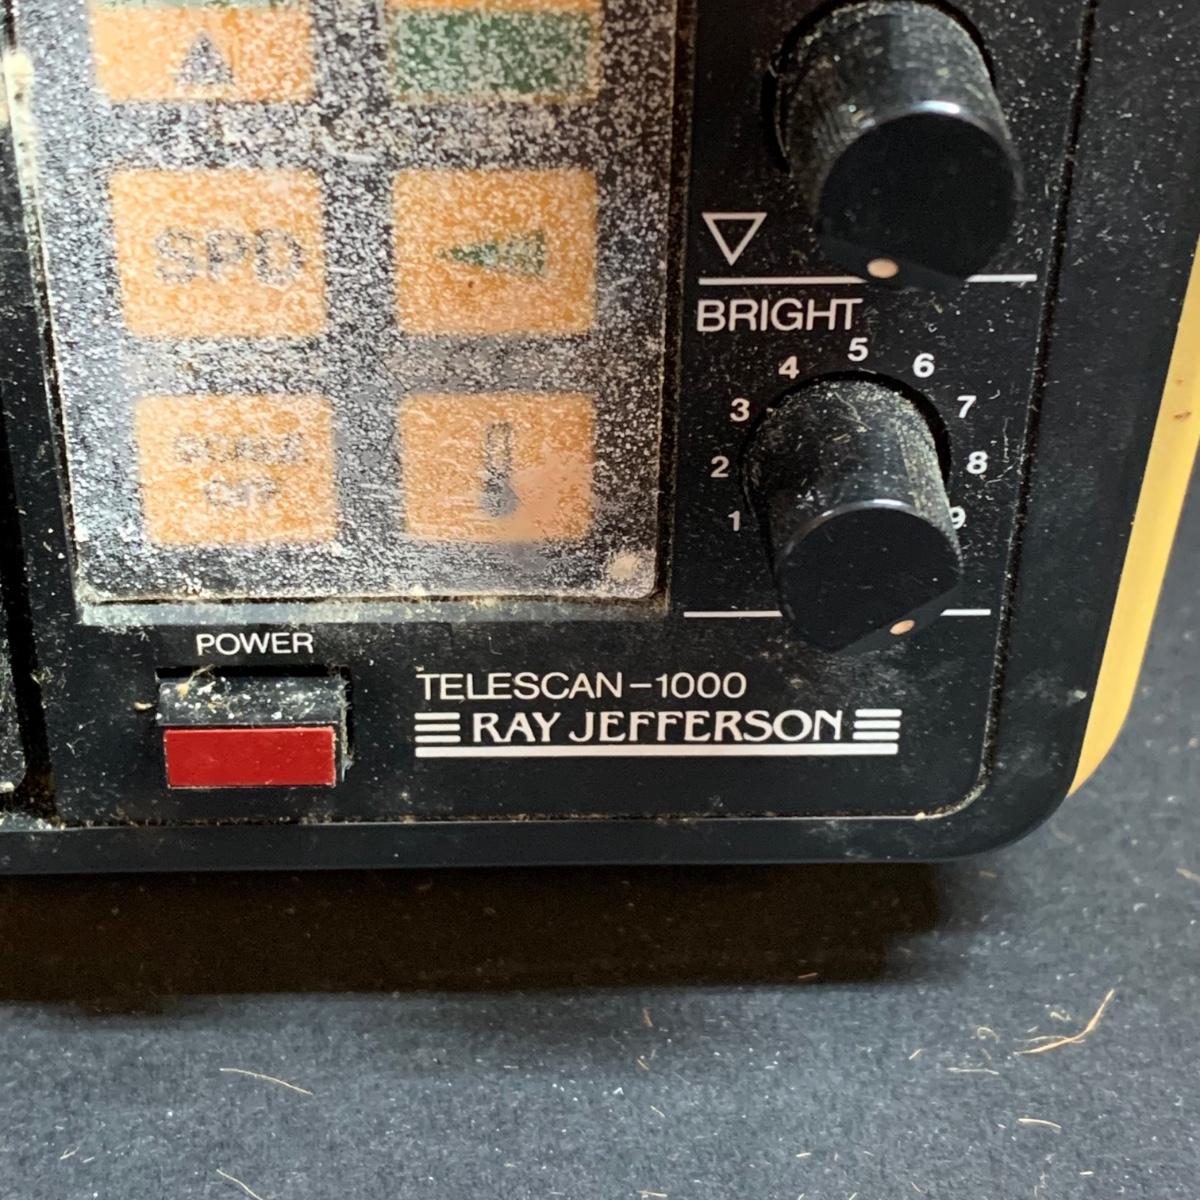 SPD
BRIGHT
1 2 3 4 5 6 7 8 9
POWER
TELESCAN-1000
RAY JEFFERSON